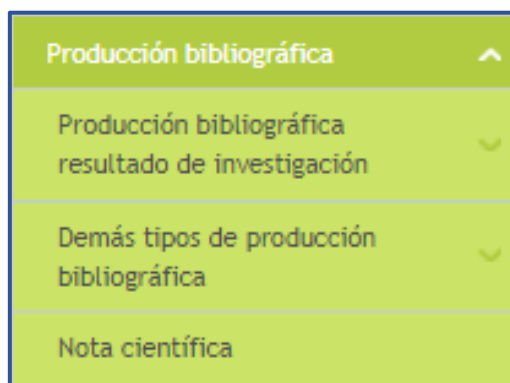 Producción bibliográfica
Producción bibliográfica
resultado de investigación
Demás tipos de producción
bibliográfica
Nota científica